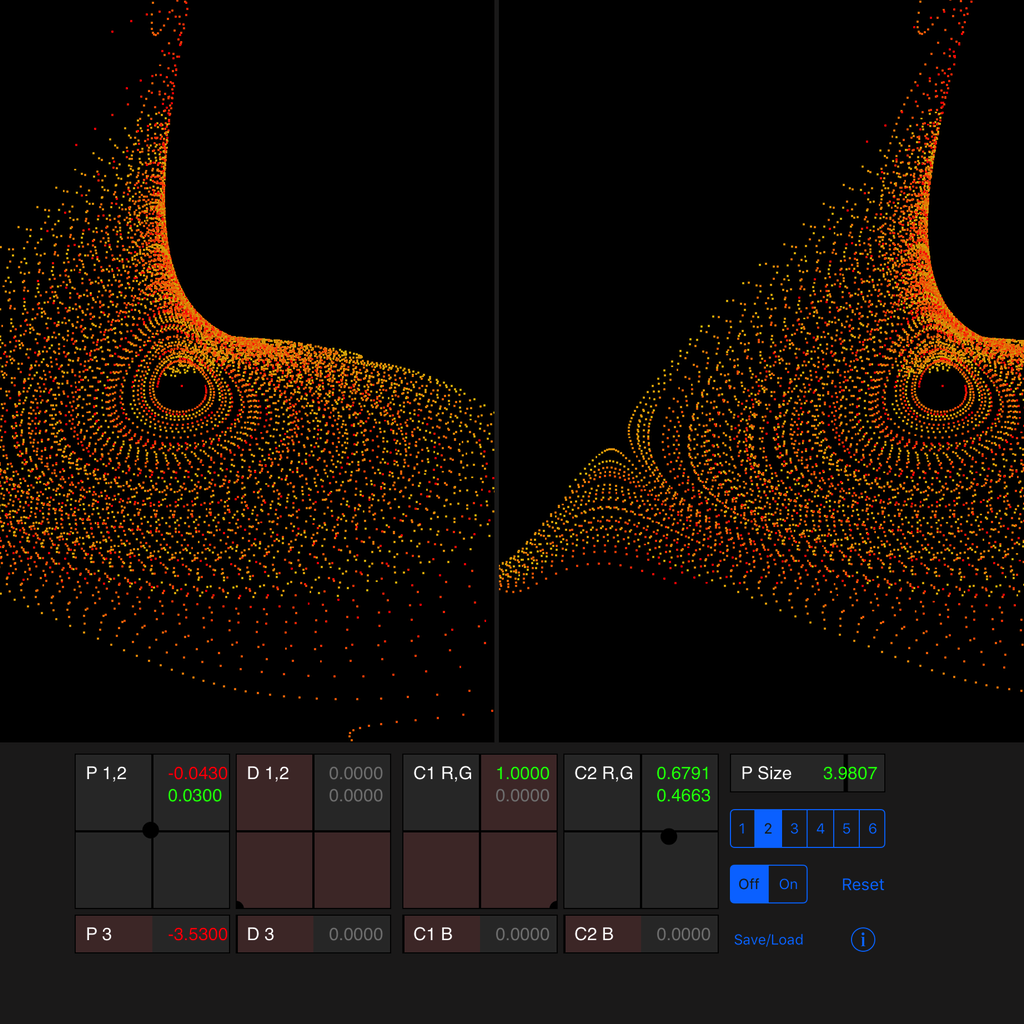 P 1,2 -0.0430
0.0300
D 1,2 0.0000
0.0000
C1 R,G 1.0000
0.0000
C2 R,G 0.6791
0.4663
P Size 3.9807
1 2 3 4 5 6
Off On Reset
P 3 -3.5300
D 3 0.0000
C1 B 0.0000
C2 B 0.0000
Save/Load i